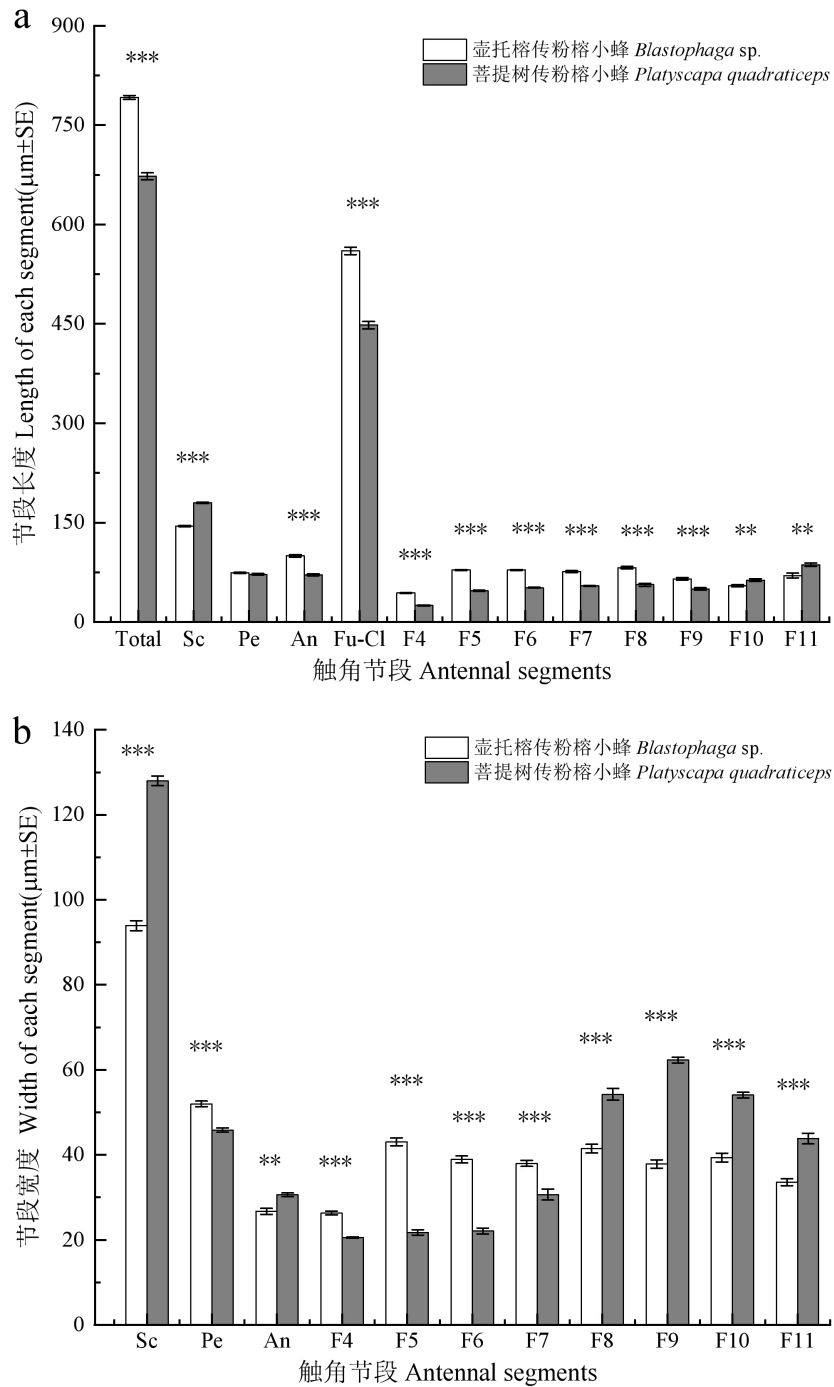 a
900
750
600
450
300
150
0
节段长度 Length of each segment(μm±SE)
壶托榕传粉榕小蜂 Blastophaga sp.
菩提树传粉榕小蜂 Platyscapa quadraticeps
*** *** *** *** *** *** *** *** *** *** ** **
Total Sc Pe An Fu-Cl F4 F5 F6 F7 F8 F9 F10 F11
触角节段 Antennal segments
b
140
120
100
80
60
40
20
0
节段宽度 Width of each segment(μm±SE)
壶托榕传粉榕小蜂 Blastophaga sp.
菩提树传粉榕小蜂 Platyscapa quadraticeps
*** *** ** *** *** *** *** *** *** *** ***
Sc Pe An F4 F5 F6 F7 F8 F9 F10 F11
触角节段 Antennal segments